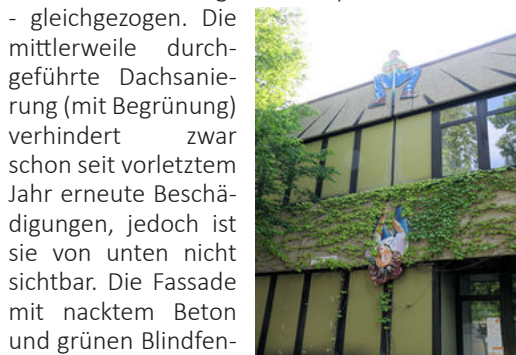 - gleichgezogen. Die
mittlerweile durch-
geführte Dachsanie-
rung (mit Begrünung)
verhindert zwar
schon seit vorletztem
Jahr erneute Beschä-
digungen, jedoch ist
sie von unten nicht
sichtbar. Die Fassade
mit nacktem Beton
und grünen Blindfen-